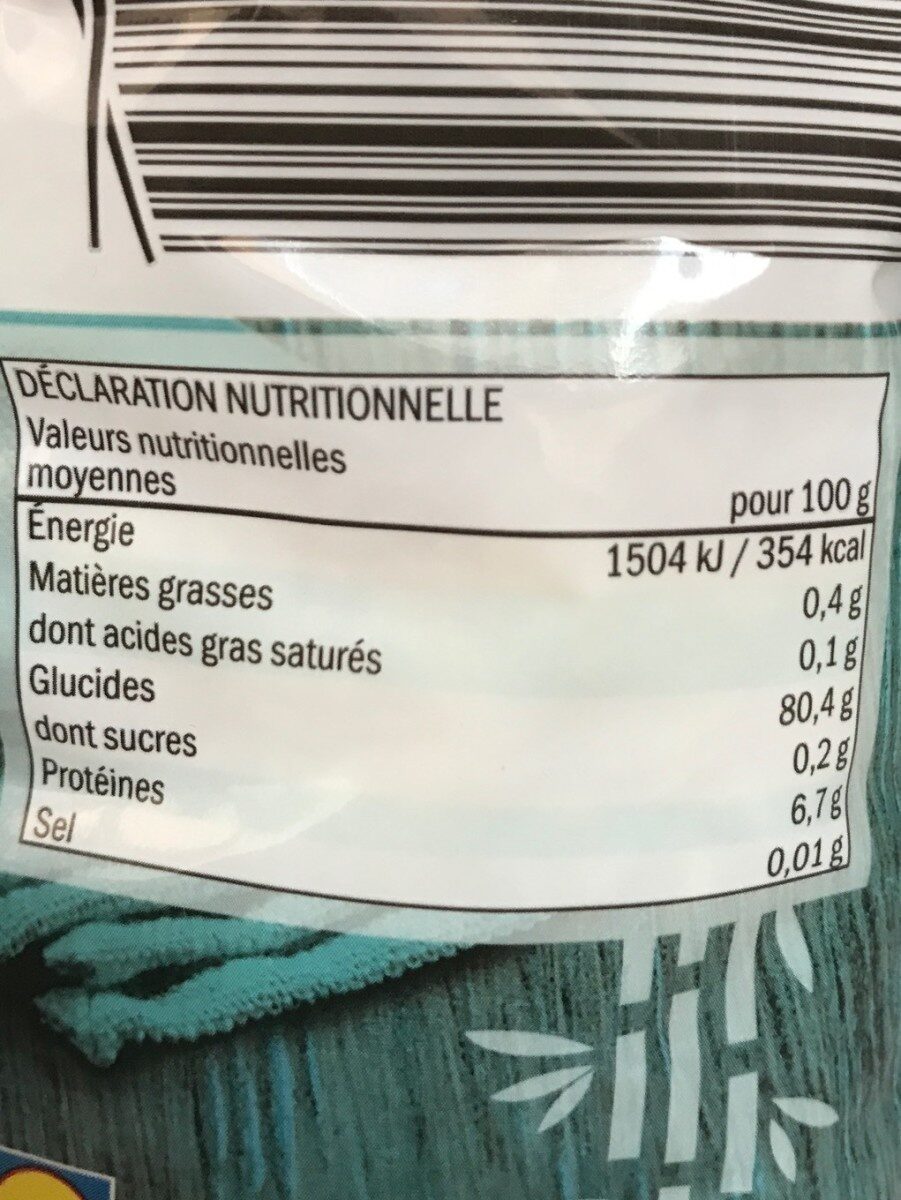 DÉCLARATION NUTRITIONNELLE
Valeurs nutritionnelles
moyennes pour 100 g
Énergie 1504 kJ / 354 kcal
Matières grasses 0,4 g
dont acides gras saturés 0,1 g
Glucides 80,4 g
dont sucres 0,2 g
Protéines 6,7 g
Sel 0,01 g